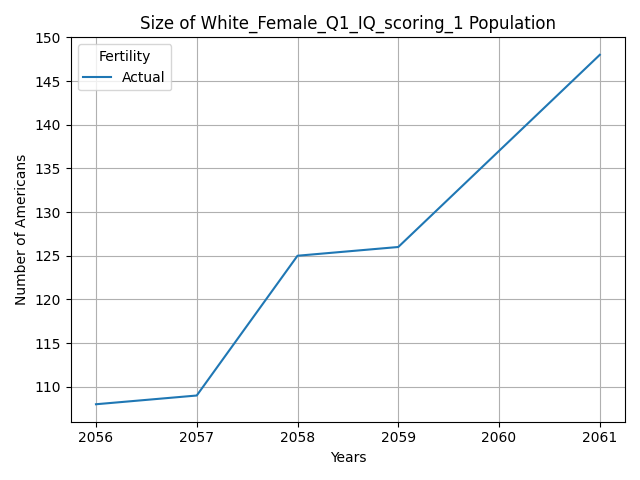 Size of White_Female_Q1_IQ_scoring_1 Population
Fertility
Actual
Number of Americans
150
145
140
135
130
125
120
115
110
2056 2057 2058 2059 2060 2061
Years